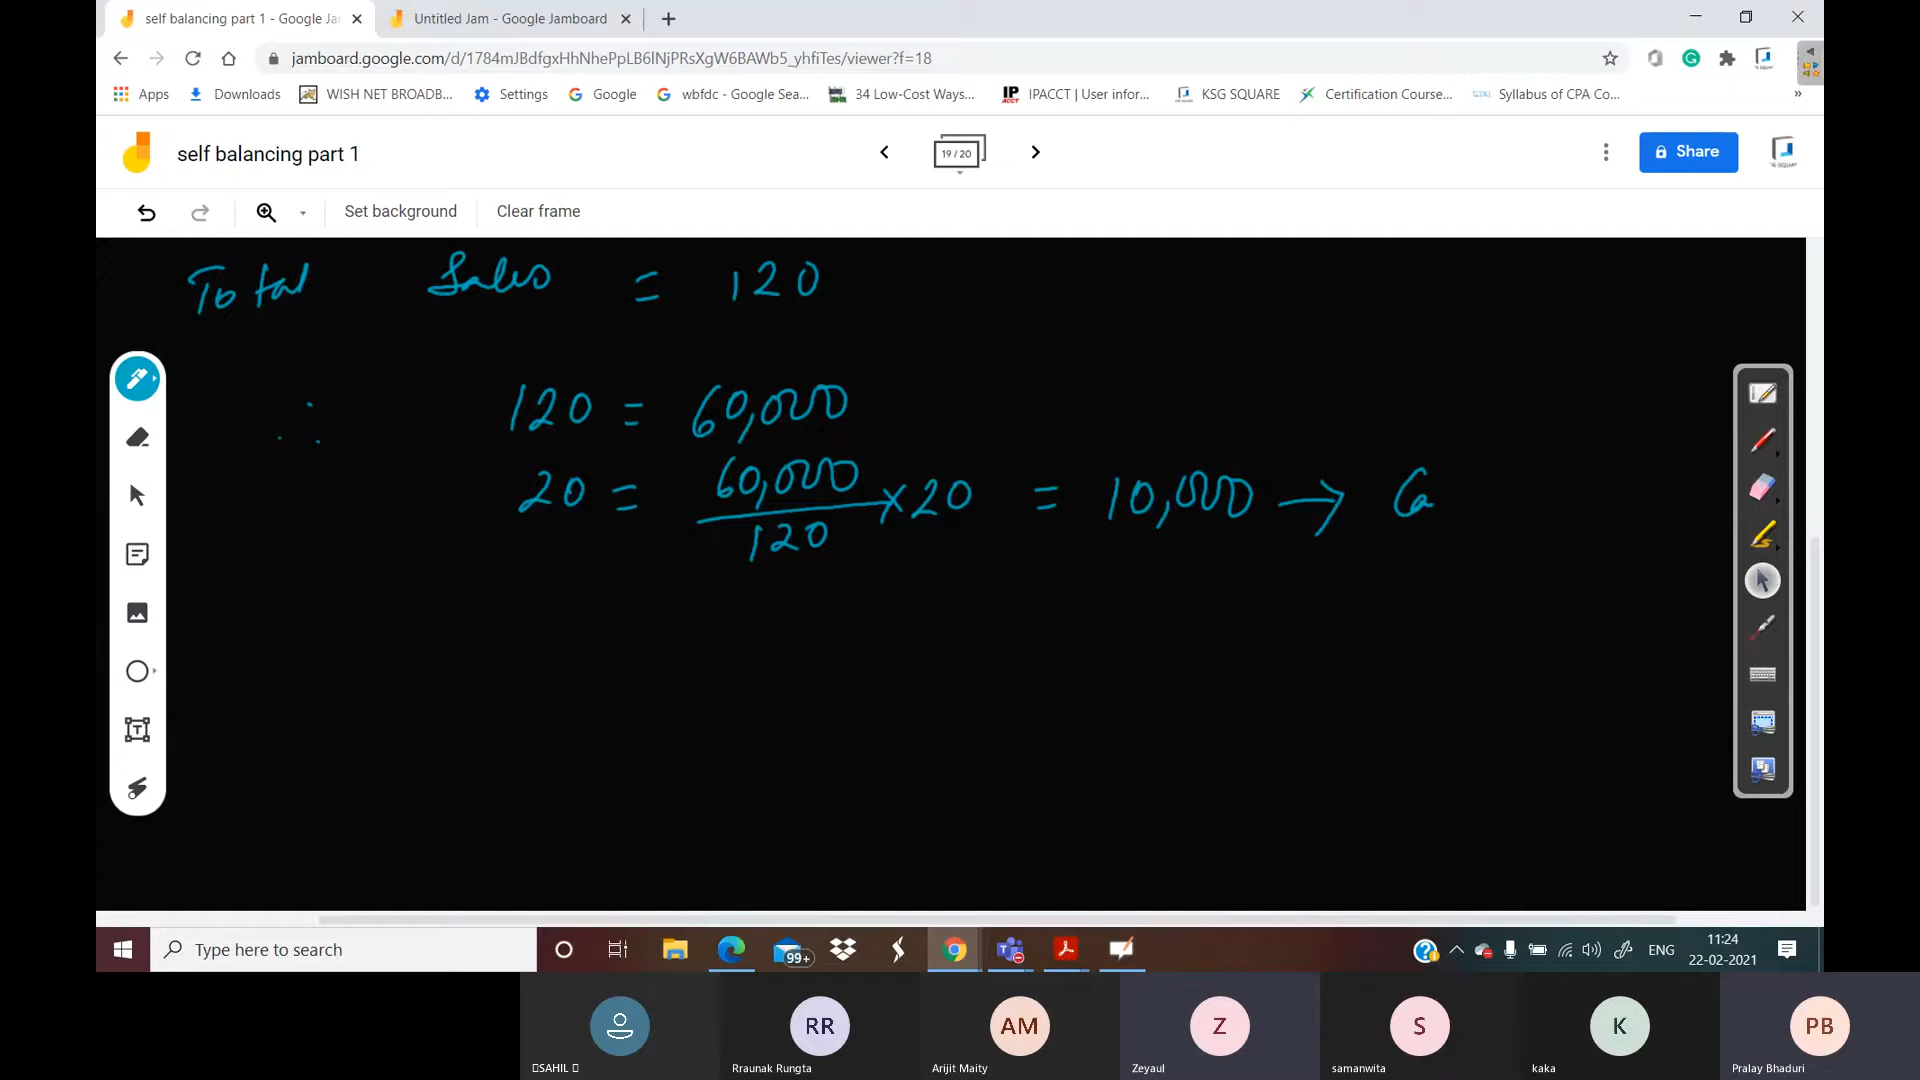 self balancing part 1 - Google Ja
Untitled Jam - Google Jamboard
jamboard.google.com/d/1784mJBdfgxHhNhePpLB6lNjPRsXgW6BAWb5_yhfiTes/viewer?f=18
Apps Downloads WISH NET BROADB... Settings Google wbfdc - Google Sea... 34 Low-Cost Ways... IPACCT | User infor... KSG SQUARE Certification Course... Syllabus of CPA Co... »
self balancing part 1
19 / 20
Share
Set background Clear frame
Total Sales = 120
∴ 120 = 60,000
20 = 60,000/120 × 20 = 10,000 →
Type here to search
99+
ENG
11:24
22-02-2021
RR AM Z S K PB
SAHIL Rraunak Rungta Arijit Maity Zeyaul samanwita kaka Pralay Bhaduri